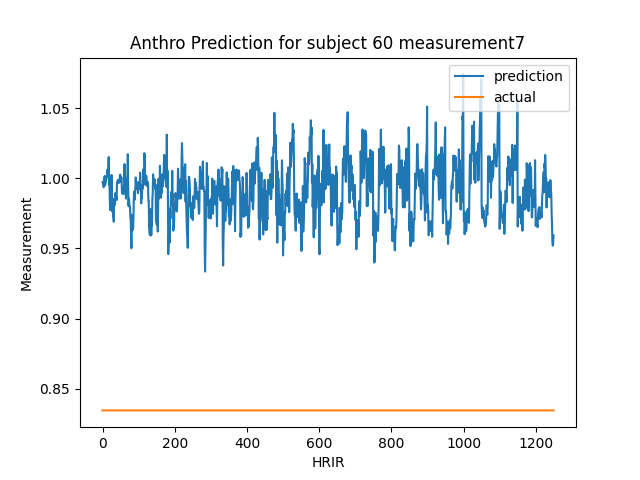 Anthro Prediction for subject 60 measurement7
prediction
actual
1.05
1.00
0.95
0.90
0.85
Measurement
0
200
400
600
800
1000
1200
HRIR